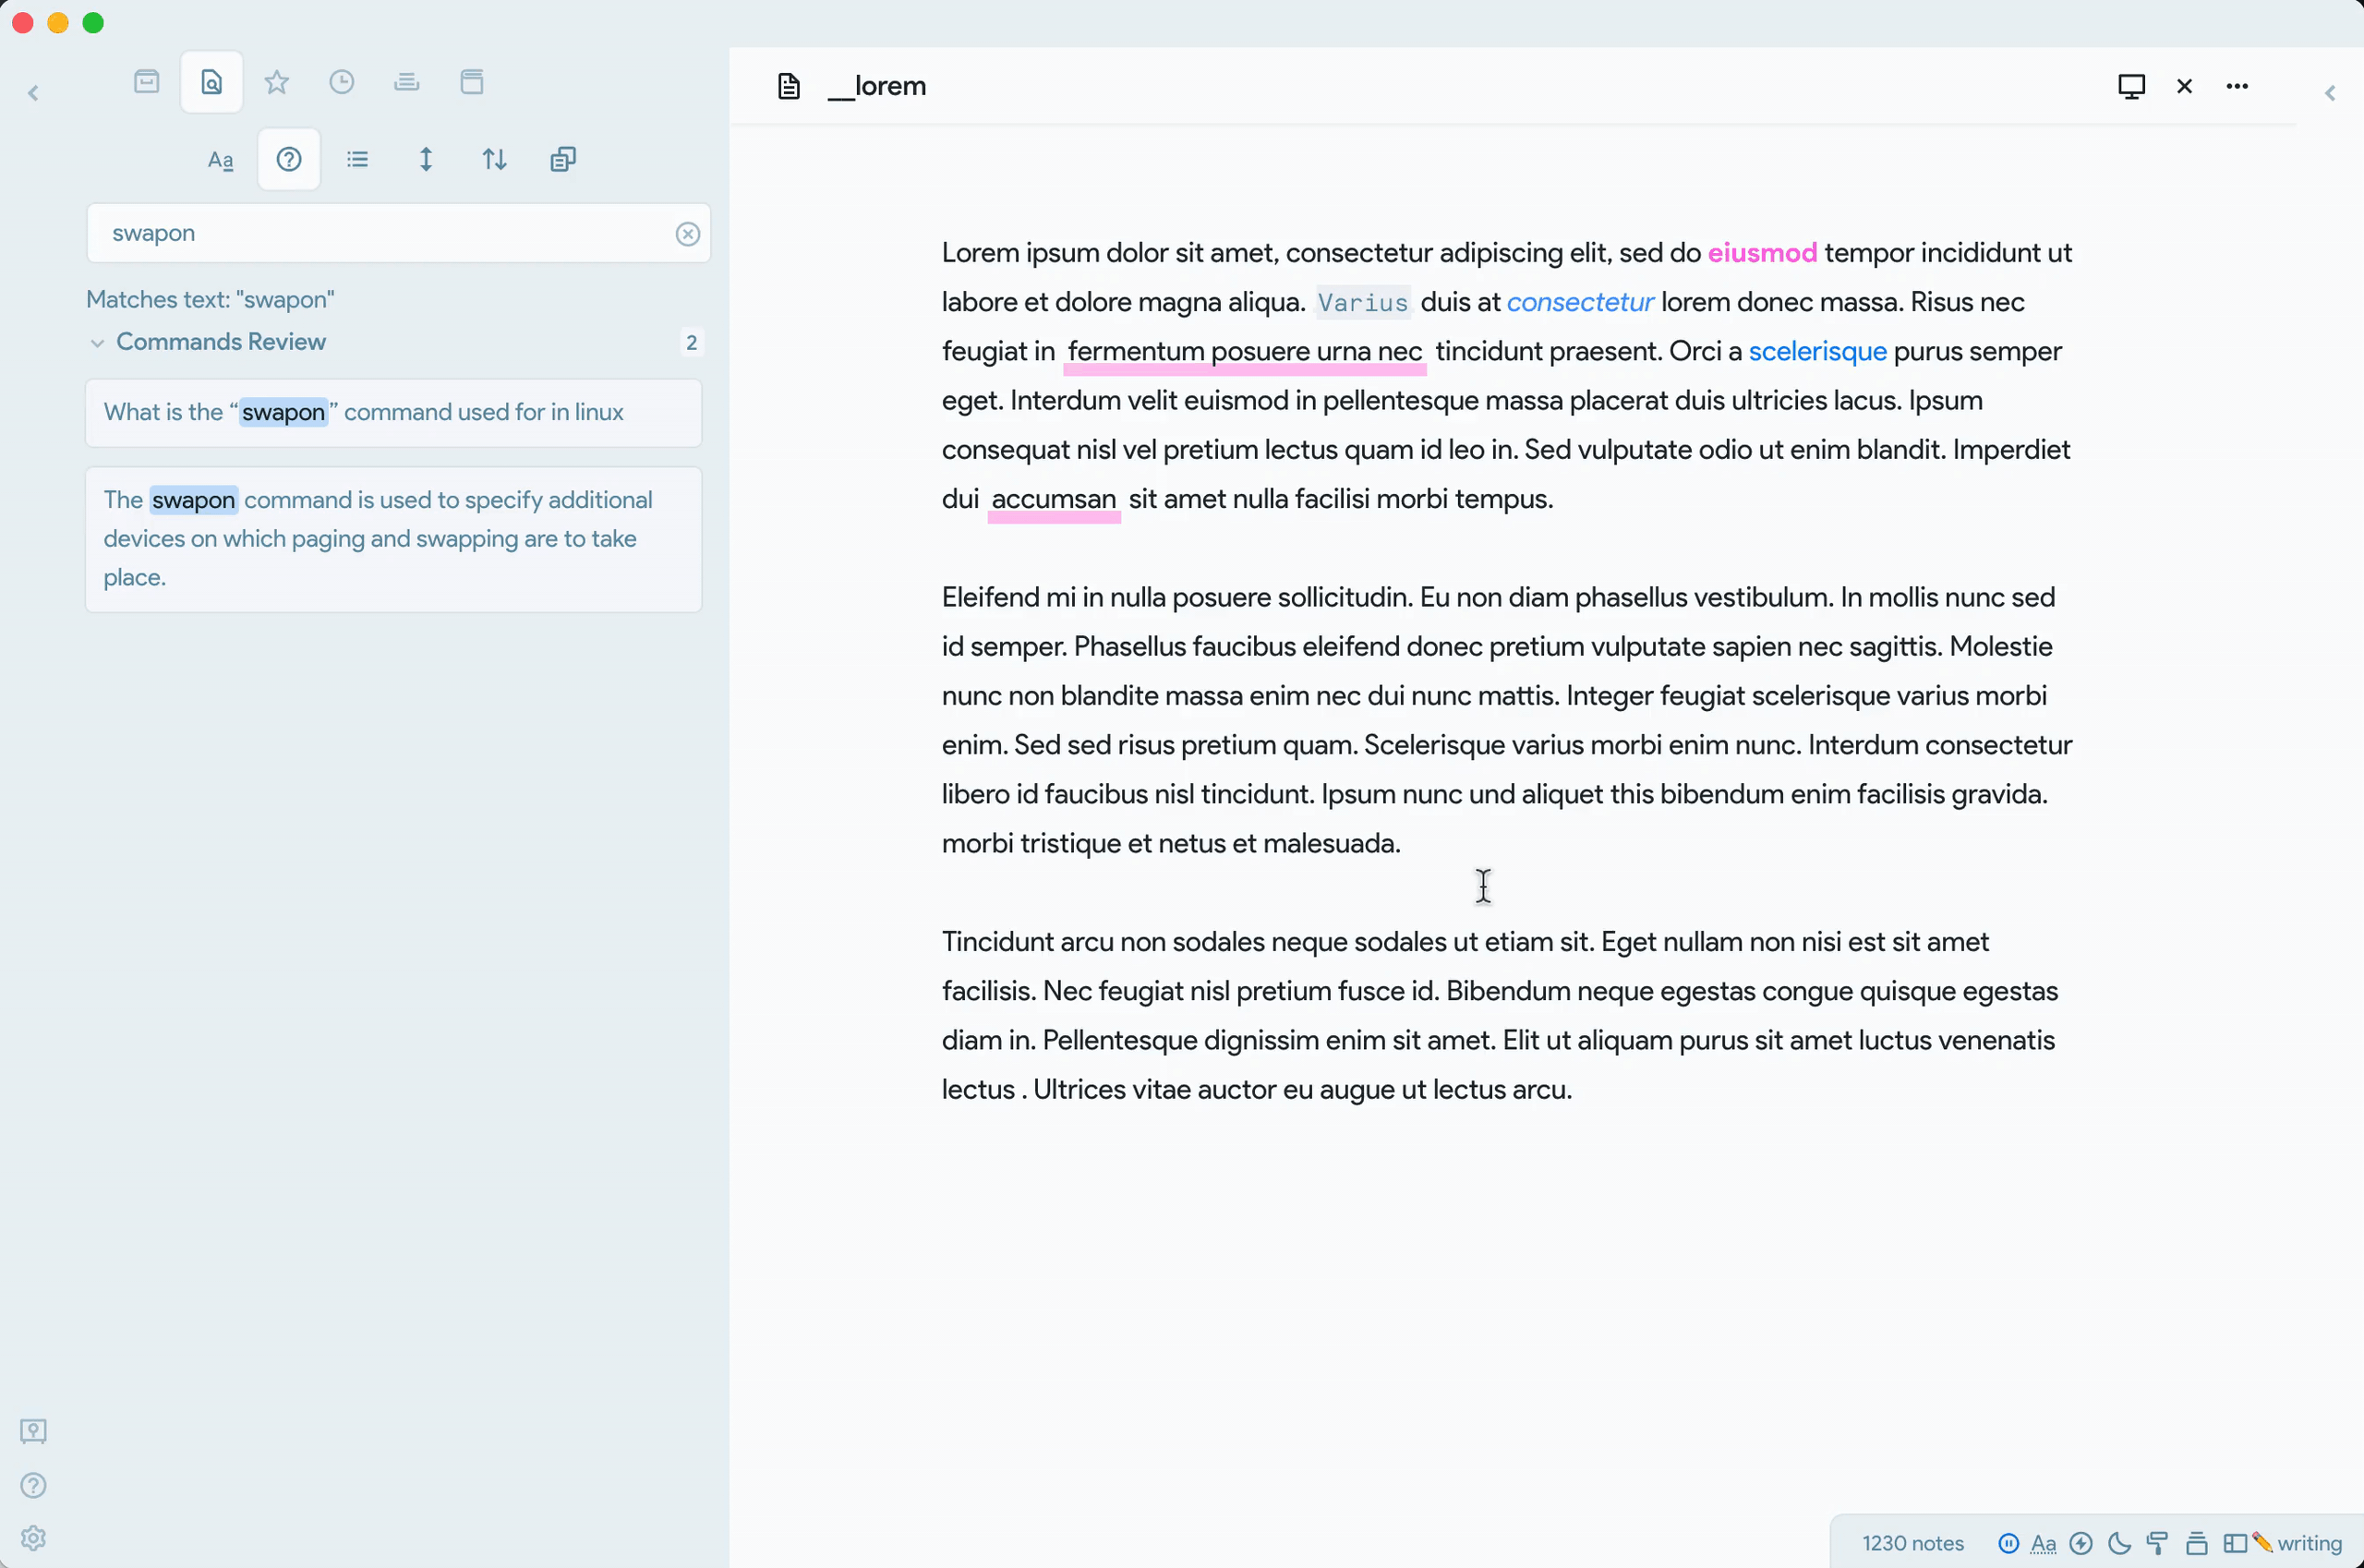 __lorem
Aa
swapon
Matches text: "swapon"
Commands Review
2
What is the “swapon” command used for in linux
The swapon command is used to specify additional
devices on which paging and swapping are to take
place.
Lorem ipsum dolor sit amet, consectetur adipiscing elit, sed do eiusmod tempor incididunt ut
labore et dolore magna aliqua. Varius duis at consectetur lorem donec massa. Risus nec
feugiat in fermentum posuere urna nec tincidunt praesent. Orci a scelerisque purus semper
eget. Interdum velit euismod in pellentesque massa placerat duis ultricies lacus. Ipsum
consequat nisl vel pretium lectus quam id leo in. Sed vulputate odio ut enim blandit. Imperdiet
dui accumsan sit amet nulla facilisi morbi tempus.
Eleifend mi in nulla posuere sollicitudin. Eu non diam phasellus vestibulum. In mollis nunc sed
id semper. Phasellus faucibus eleifend donec pretium vulputate sapien nec sagittis. Molestie
nunc non blandite massa enim nec dui nunc mattis. Integer feugiat scelerisque varius morbi
enim. Sed sed risus pretium quam. Scelerisque varius morbi enim nunc. Interdum consectetur
libero id faucibus nisl tincidunt. Ipsum nunc und aliquet this bibendum enim facilisis gravida.
morbi tristique et netus et malesuada.
Tincidunt arcu non sodales neque sodales ut etiam sit. Eget nullam non nisi est sit amet
facilisis. Nec feugiat nisl pretium fusce id. Bibendum neque egestas congue quisque egestas
diam in. Pellentesque dignissim enim sit amet. Elit ut aliquam purus sit amet luctus venenatis
lectus . Ultrices vitae auctor eu augue ut lectus arcu.
1230 notes Aa ✏️ writing